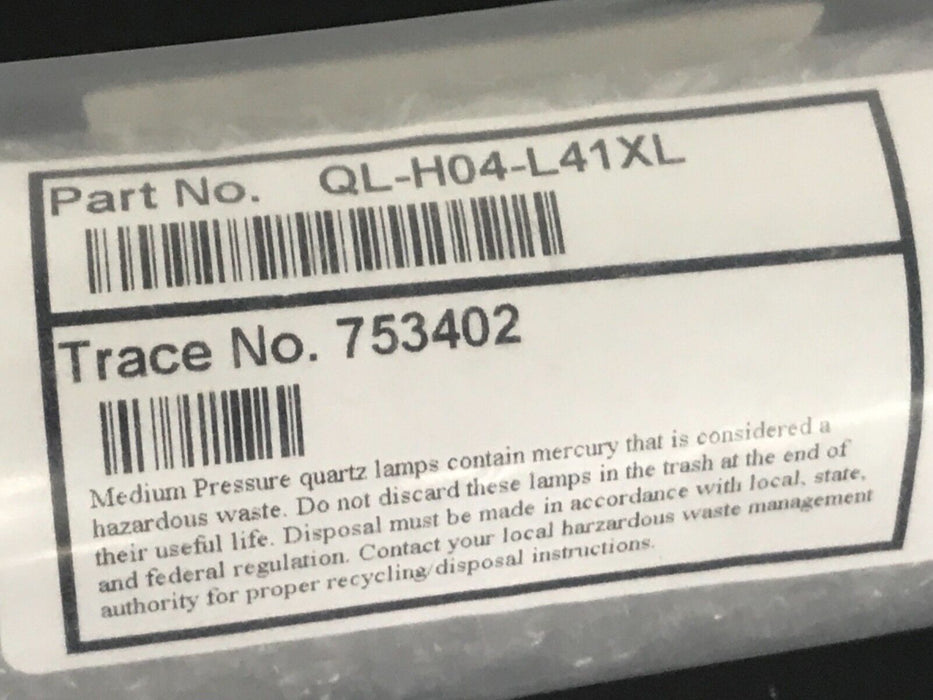 Part No. QL-H04-L41XL
Trace No. 753402
Medium Pressure quartz lamps contain mercury that is considered a
hazardous waste. Do not discard these lamps in the trash at the end of
their useful life. Disposal must be made in accordance with local, state,
and federal regulation. Contact your local harzardous waste management
authority for proper recycling/disposal instructions.